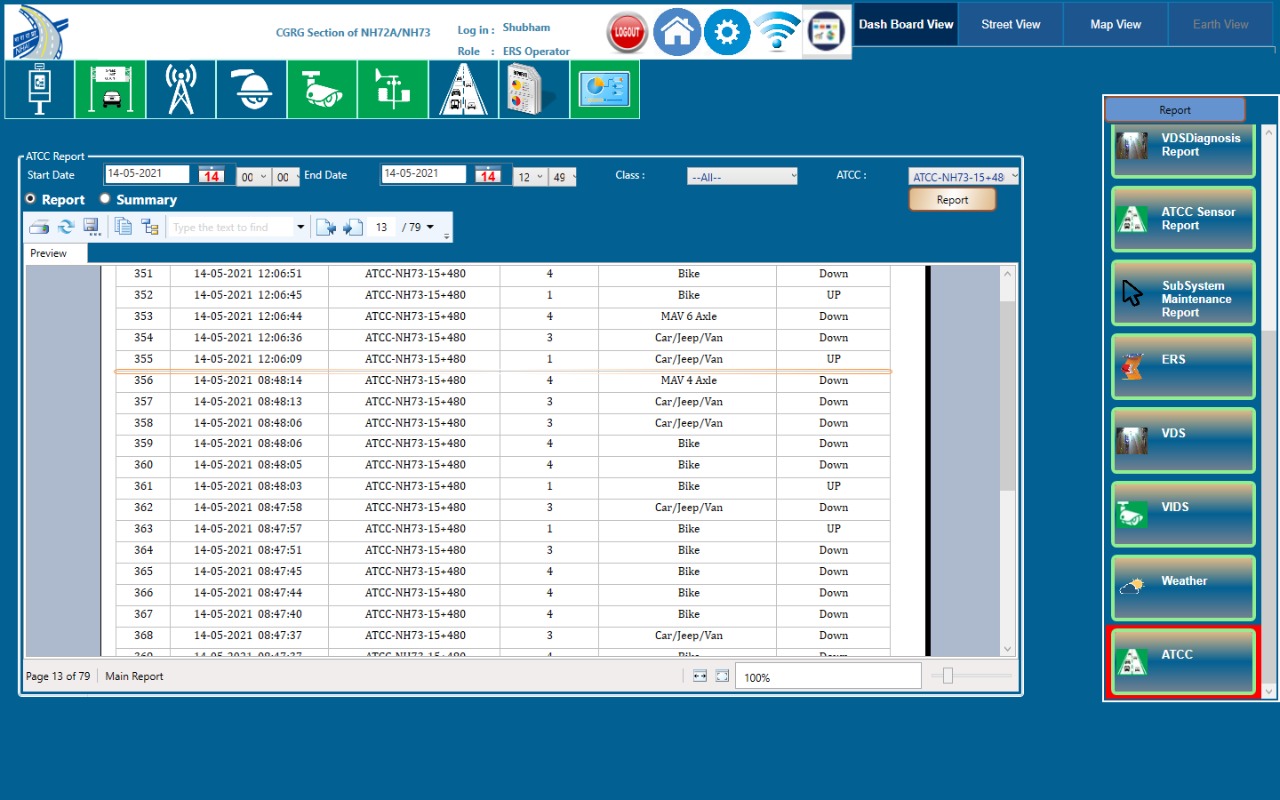 CGRG Section of NH72A/NH73
Log in : Shubham
Role : ERS Operator
LOGOUT
Dash Board View
Street View
Map View
Earth View
Report
ATCC Report
Start Date 14-05-2021 14 00 00 End Date 14-05-2021 14 12 49 Class : --All-- ATCC : ATCC-NH73-15+48
Report Summary Report
Type the text to find 13 / 79
Preview
351 14-05-2021 12:06:51 ATCC-NH73-15+480 4 Bike Down
352 14-05-2021 12:06:45 ATCC-NH73-15+480 1 Bike UP
353 14-05-2021 12:06:44 ATCC-NH73-15+480 4 MAV 6 Axle Down
354 14-05-2021 12:06:36 ATCC-NH73-15+480 3 Car/Jeep/Van Down
355 14-05-2021 12:06:09 ATCC-NH73-15+480 1 Car/Jeep/Van UP
356 14-05-2021 08:48:14 ATCC-NH73-15+480 4 MAV 4 Axle Down
357 14-05-2021 08:48:13 ATCC-NH73-15+480 3 Car/Jeep/Van Down
358 14-05-2021 08:48:06 ATCC-NH73-15+480 3 Car/Jeep/Van Down
359 14-05-2021 08:48:06 ATCC-NH73-15+480 4 Bike Down
360 14-05-2021 08:48:05 ATCC-NH73-15+480 4 Bike Down
361 14-05-2021 08:48:03 ATCC-NH73-15+480 1 Bike UP
362 14-05-2021 08:47:58 ATCC-NH73-15+480 3 Car/Jeep/Van Down
363 14-05-2021 08:47:57 ATCC-NH73-15+480 1 Bike UP
364 14-05-2021 08:47:51 ATCC-NH73-15+480 3 Bike Down
365 14-05-2021 08:47:45 ATCC-NH73-15+480 4 Bike Down
366 14-05-2021 08:47:44 ATCC-NH73-15+480 4 Bike Down
367 14-05-2021 08:47:40 ATCC-NH73-15+480 4 Bike Down
368 14-05-2021 08:47:37 ATCC-NH73-15+480 3 Car/Jeep/Van Down
369 14-05-2021 08:47:37 ATCC-NH73-15+480 4 Bike Down
Page 13 of 79 Main Report 100%
VDSDiagnosis
Report
ATCC Sensor
Report
SubSystem
Maintenance
Report
ERS
VDS
VIDS
Weather
ATCC